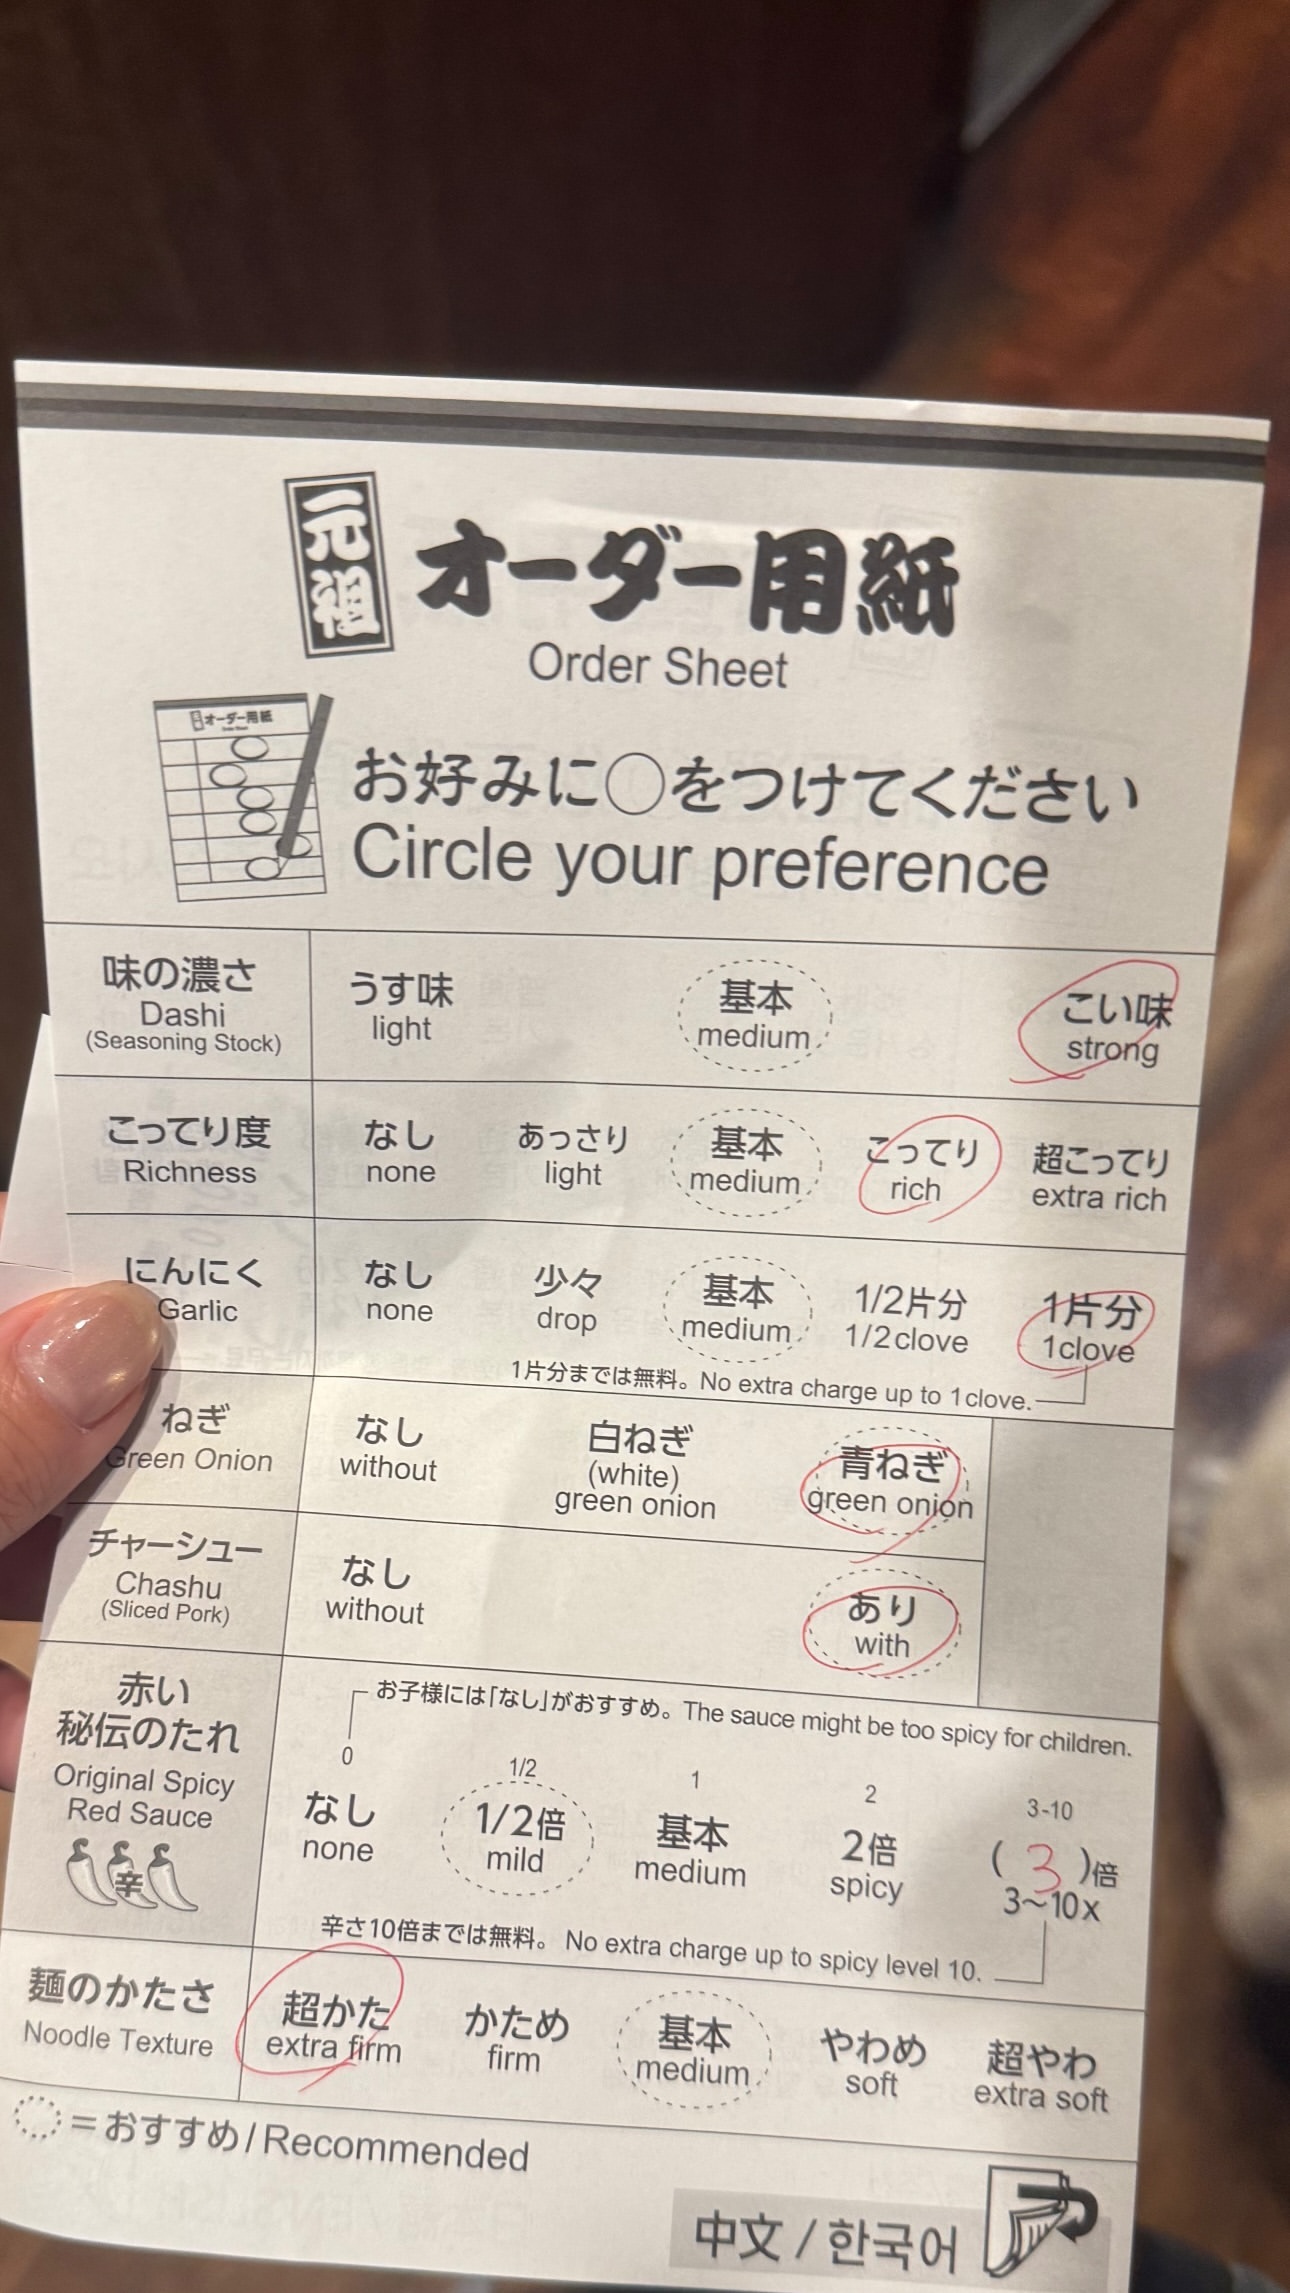 元祖 オーダー用紙
Order Sheet
オーダー用紙
お好みに○をつけてください
Circle your preference
味の濃さ
Dashi
(Seasoning Stock)
うす味
light
基本
medium
こい味
strong
こってり度
Richness
なし
none
あっさり
light
基本
medium
こってり
rich
超こってり
extra rich
にんにく
Garlic
なし
none
少々
drop
基本
medium
1/2片分
1/2clove
1片分
1clove
1片分までは無料。No extra charge up to 1clove.
ねぎ
Green Onion
なし
without
白ねぎ
(white)
green onion
青ねぎ
green onion
チャーシュー
Chashu
(Sliced Pork)
なし
without
あり
with
赤い
秘伝のたれ
Original Spicy
Red Sauce
辛
お子様には「なし」がおすすめ。The sauce might be too spicy for children.
0
なし
none
1/2
1/2倍
mild
1
基本
medium
2
2倍
spicy
3-10
(3)倍
3~10x
辛さ10倍までは無料。No extra charge up to spicy level 10.
麺のかたさ
Noodle Texture
超かた
extra firm
かため
firm
基本
medium
やわめ
soft
超やわ
extra soft
=おすすめ/Recommended
中文/한국어